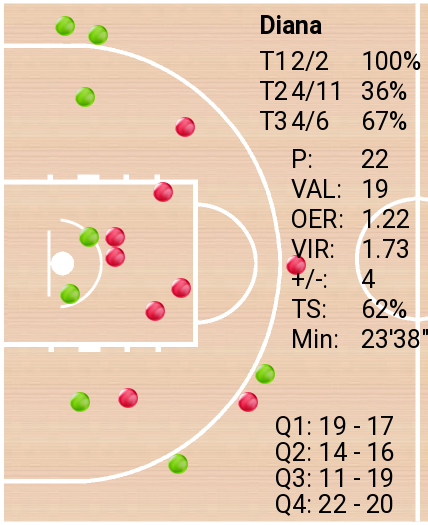 Diana
T1 2/2 100%
T2 4/11 36%
T3 4/6 67%
P: 22
VAL: 19
OER: 1.22
VIR: 1.73
+/-: 4
TS: 62%
Min: 23'38"
Q1: 19 - 17
Q2: 14 - 16
Q3: 11 - 19
Q4: 22 - 20